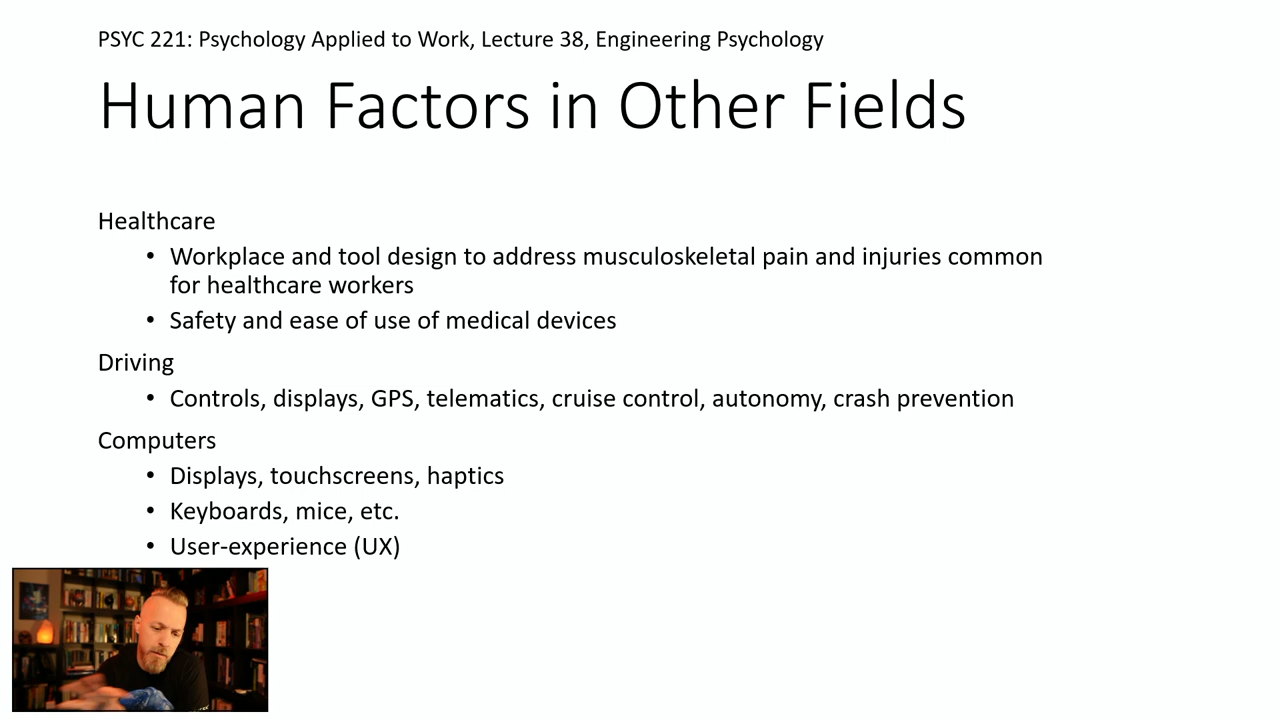 PSYC 221: Psychology Applied to Work, Lecture 38, Engineering Psychology
Human Factors in Other Fields
Healthcare
• Workplace and tool design to address musculoskeletal pain and injuries common
for healthcare workers
• Safety and ease of use of medical devices
Driving
• Controls, displays, GPS, telematics, cruise control, autonomy, crash prevention
Computers
• Displays, touchscreens, haptics
• Keyboards, mice, etc.
• User-experience (UX)